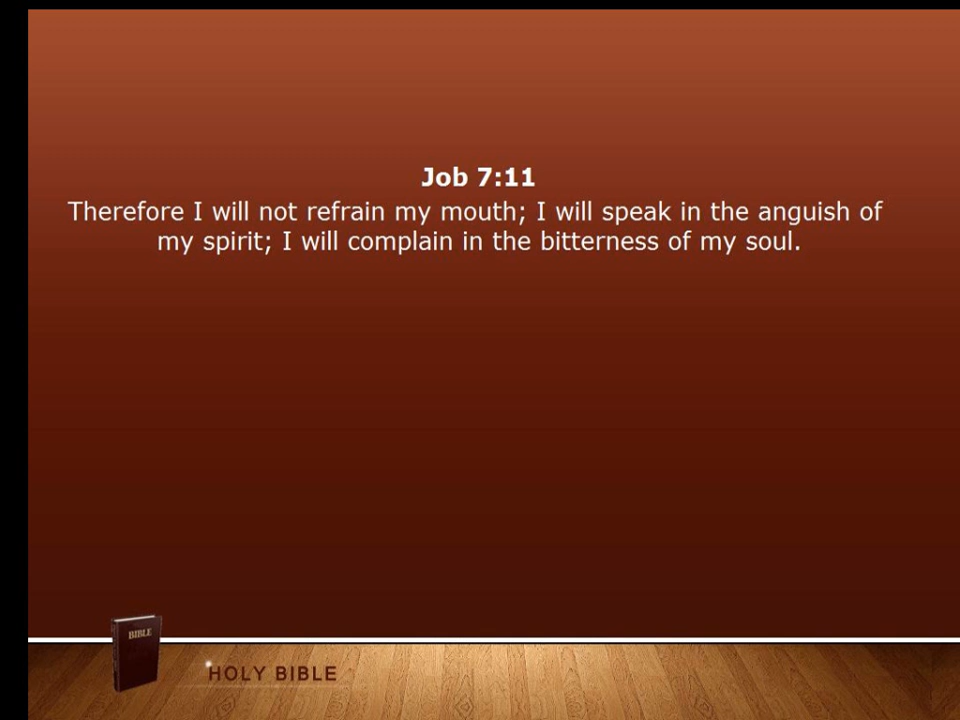 Job 7:11
Therefore I will not refrain my mouth; I will speak in the anguish of
my spirit; I will complain in the bitterness of my soul.
BIBLE
HOLY BIBLE